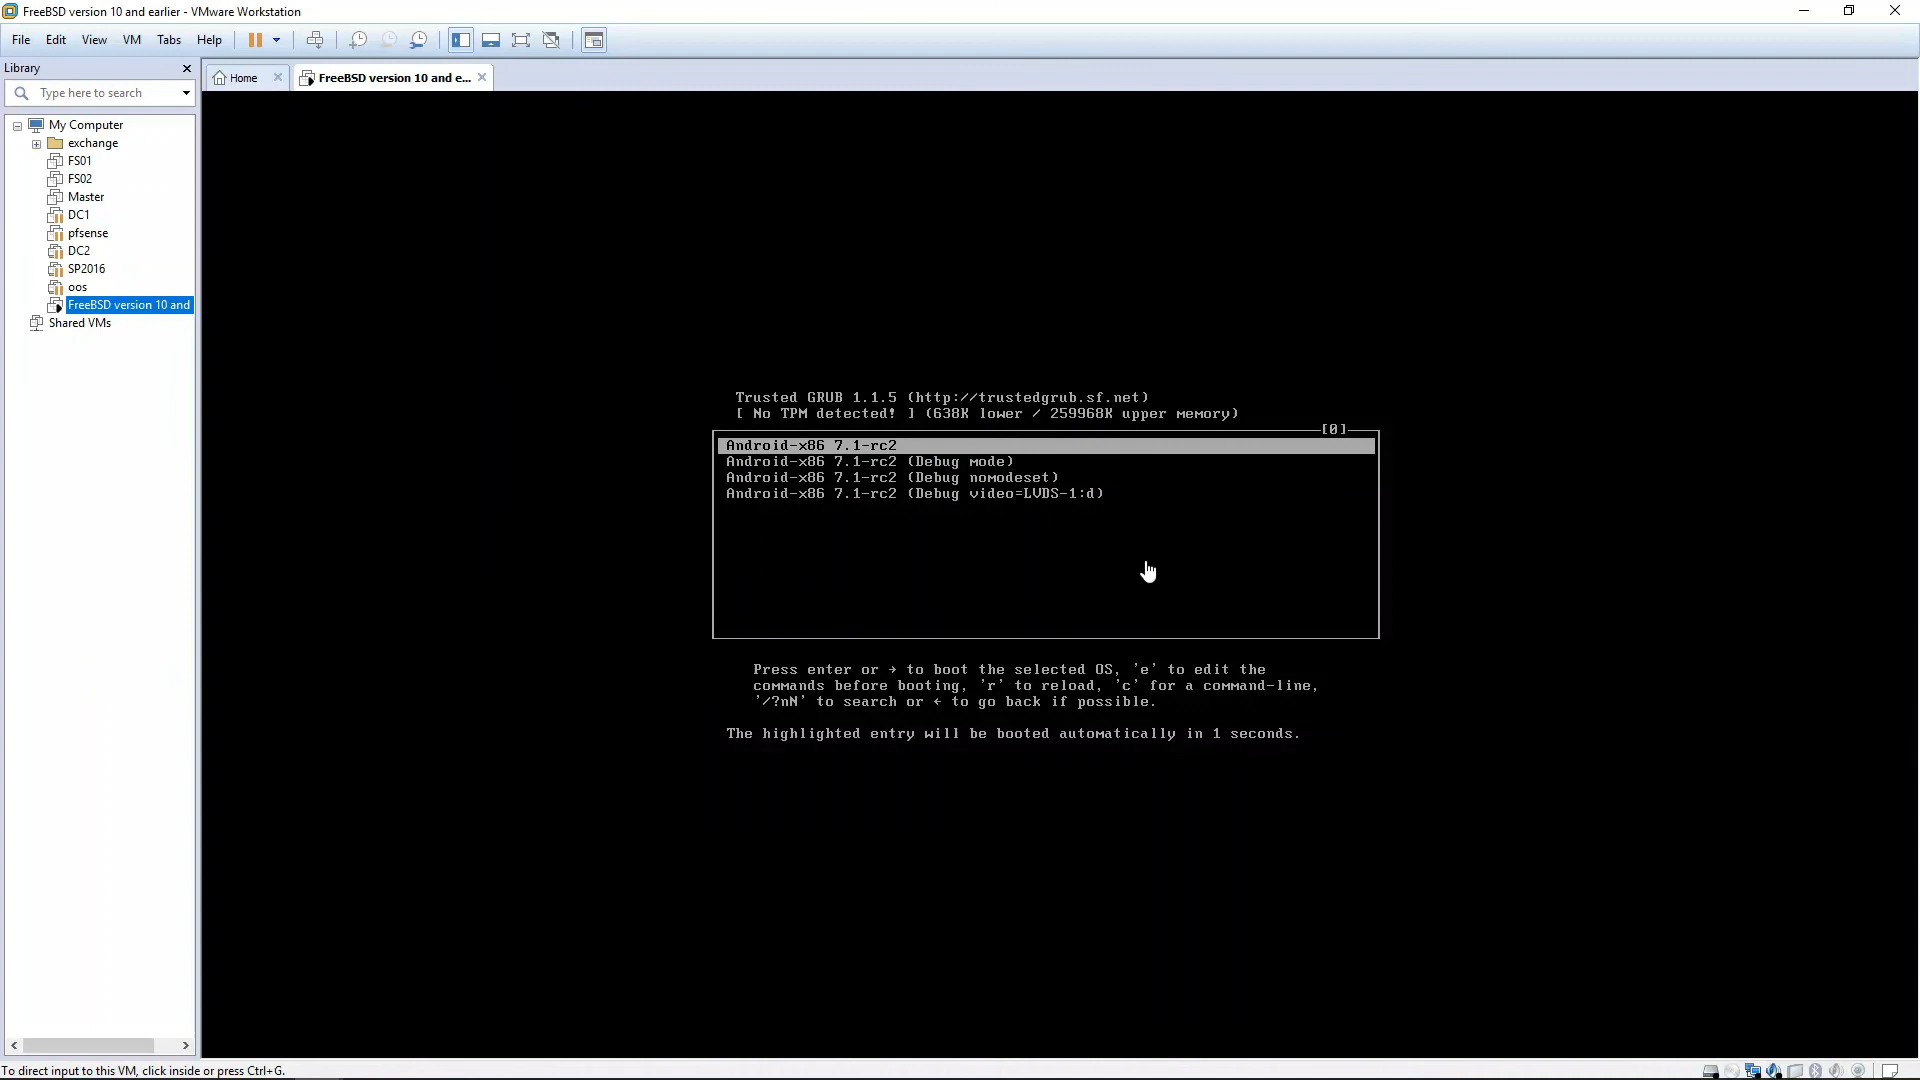 FreeBSD version 10 and earlier - VMware Workstation
File Edit View VM Tabs Help
Library
Type here to search
My Computer
exchange
FS01
FS02
Master
DC1
pfsense
DC2
SP2016
oos
FreeBSD version 10 and
Shared VMs
Home
FreeBSD version 10 and e...
Trusted GRUB 1.1.5 (http://trustedgrub.sf.net)
[ No TPM detected! ] (638K lower / 259968K upper memory)
[0]
Android-x86 7.1-rc2
Android-x86 7.1-rc2 (Debug mode)
Android-x86 7.1-rc2 (Debug nomodeset)
Android-x86 7.1-rc2 (Debug video=LVDS-1:d)
Press enter or → to boot the selected OS, 'e' to edit the
commands before booting, 'r' to reload, 'c' for a command-line,
'/?nN' to search or ← to go back if possible.
The highlighted entry will be booted automatically in 1 seconds.
To direct input to this VM, click inside or press Ctrl+G.